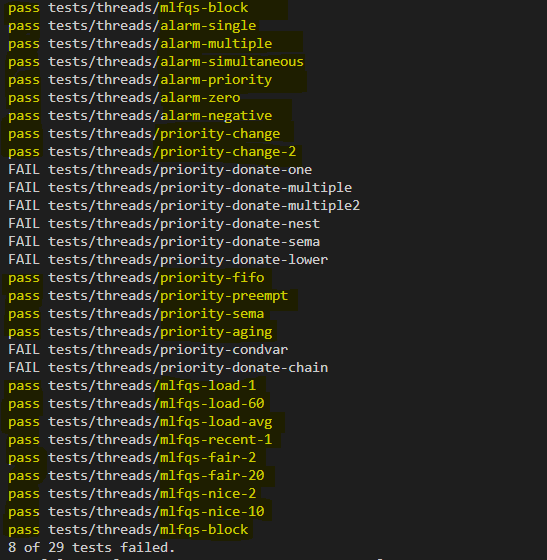 pass tests/threads/mlfqs-block
pass tests/threads/alarm-single
pass tests/threads/alarm-multiple
pass tests/threads/alarm-simultaneous
pass tests/threads/alarm-priority
pass tests/threads/alarm-zero
pass tests/threads/alarm-negative
pass tests/threads/priority-change
pass tests/threads/priority-change-2
FAIL tests/threads/priority-donate-one
FAIL tests/threads/priority-donate-multiple
FAIL tests/threads/priority-donate-multiple2
FAIL tests/threads/priority-donate-nest
FAIL tests/threads/priority-donate-sema
FAIL tests/threads/priority-donate-lower
pass tests/threads/priority-fifo
pass tests/threads/priority-preempt
pass tests/threads/priority-sema
pass tests/threads/priority-aging
FAIL tests/threads/priority-condvar
FAIL tests/threads/priority-donate-chain
pass tests/threads/mlfqs-load-1
pass tests/threads/mlfqs-load-60
pass tests/threads/mlfqs-load-avg
pass tests/threads/mlfqs-recent-1
pass tests/threads/mlfqs-fair-2
pass tests/threads/mlfqs-fair-20
pass tests/threads/mlfqs-nice-2
pass tests/threads/mlfqs-nice-10
pass tests/threads/mlfqs-block
8 of 29 tests failed.